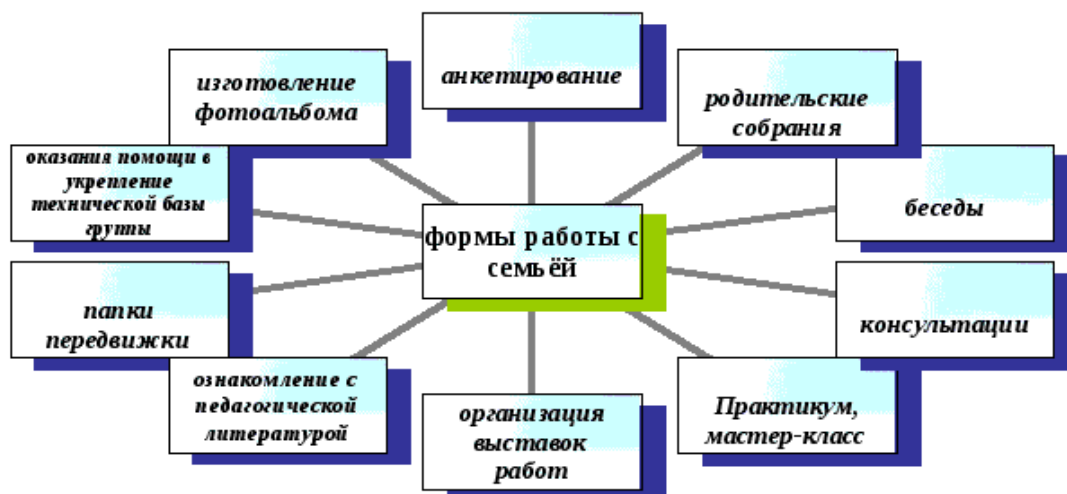 анкетирование
родительские
собрания
беседы
консультации
Практикум,
мастер-класс
организация
выставок
работ
ознакомление с
педагогической
литературой
папки
передвижки
оказания помощи в
укрепление
технической базы
группы
изготовление
фотоальбома
формы работы с
семьёй